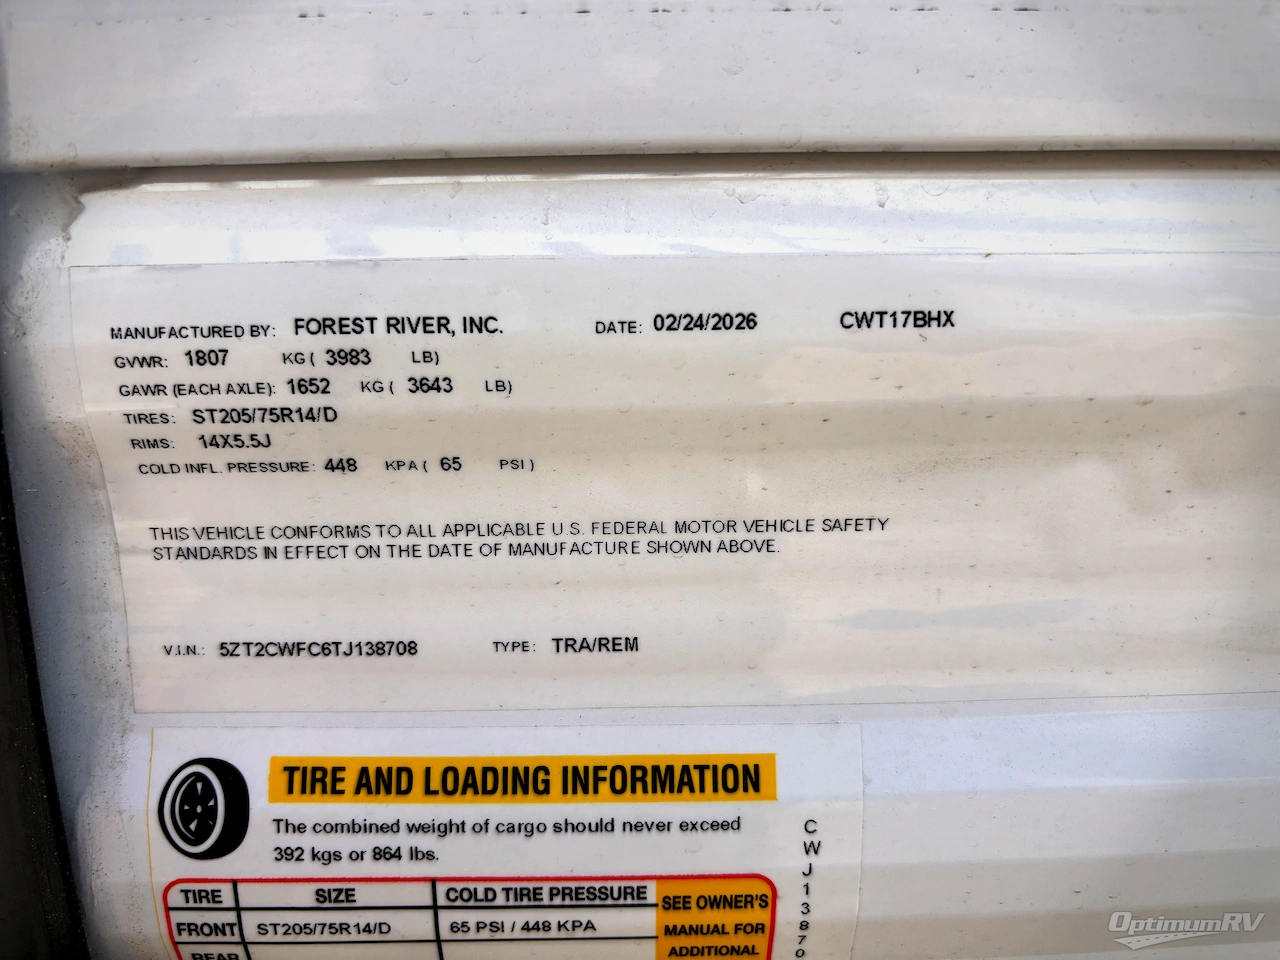 MANUFACTURED BY: FOREST RIVER, INC. DATE: 02/24/2026 CWT17BHX
GVWR: 1807 KG ( 3983 LB)
GAWR (EACH AXLE): 1652 KG ( 3643 LB)
TIRES: ST205/75R14/D
RIMS: 14X5.5J
COLD INFL. PRESSURE: 448 KPA ( 65 PSI )
THIS VEHICLE CONFORMS TO ALL APPLICABLE U.S. FEDERAL MOTOR VEHICLE SAFETY
STANDARDS IN EFFECT ON THE DATE OF MANUFACTURE SHOWN ABOVE.
V.I.N.: 5ZT2CWFC6TJ138708 TYPE: TRA/REM
TIRE AND LOADING INFORMATION
The combined weight of cargo should never exceed
392 kgs or 864 lbs.
TIRE SIZE COLD TIRE PRESSURE SEE OWNER'S
FRONT ST205/75R14/D 65 PSI / 448 KPA MANUAL FOR
REAR ADDITIONAL
CWJ13870
OptimumRV